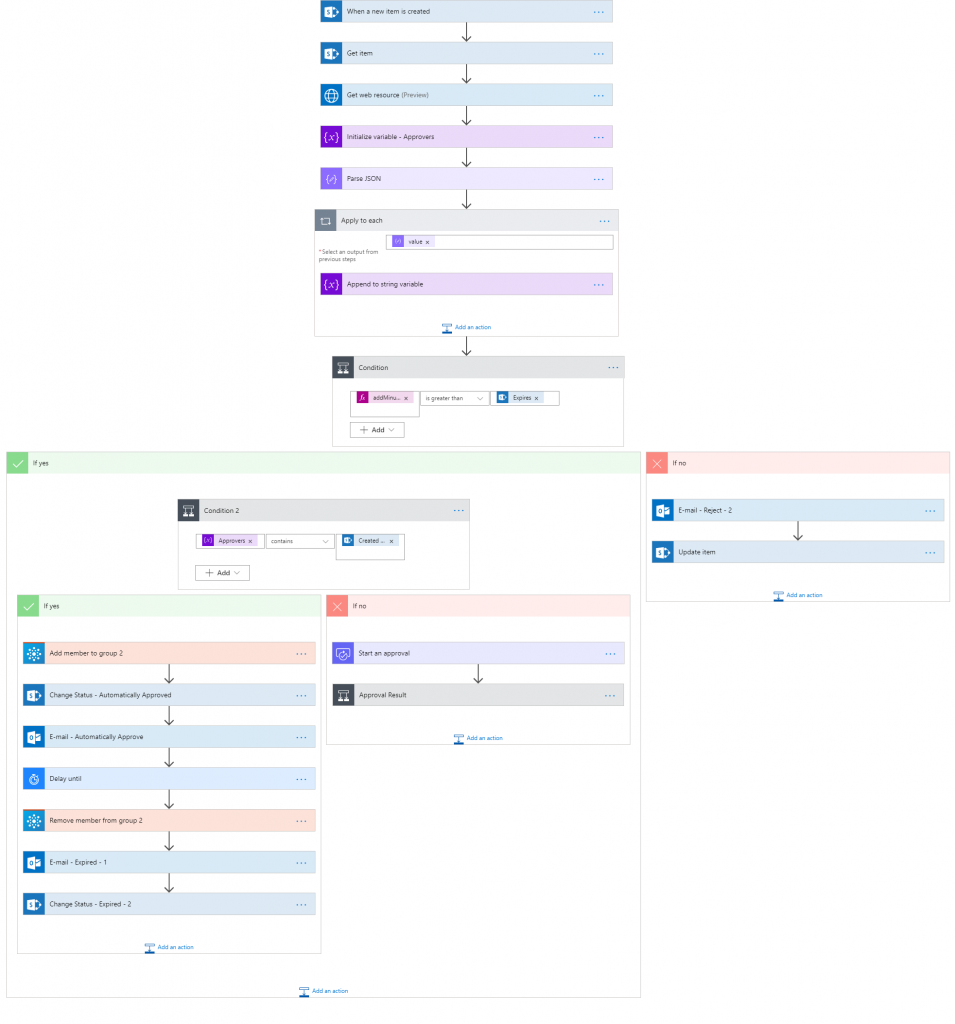 When a new item is created
Get item
Get web resource (Preview)
{x} Initialize variable - Approvers
Parse JSON
Apply to each
* Select an output from
previous steps
value x
{x} Append to string variable
Add an action
Condition
fx addMinu... x is greater than Expires x
+ Add
If yes
If no
Condition 2
Approvers x contains Created ... x
+ Add
E-mail - Reject - 2
Update item
Add an action
If yes
If no
Add member to group 2
Change Status - Automatically Approved
E-mail - Automatically Approve
Delay until
Remove member from group 2
E-mail - Expired - 1
Change Status - Expired - 2
Add an action
Start an approval
Approval Result
Add an action
Add an action